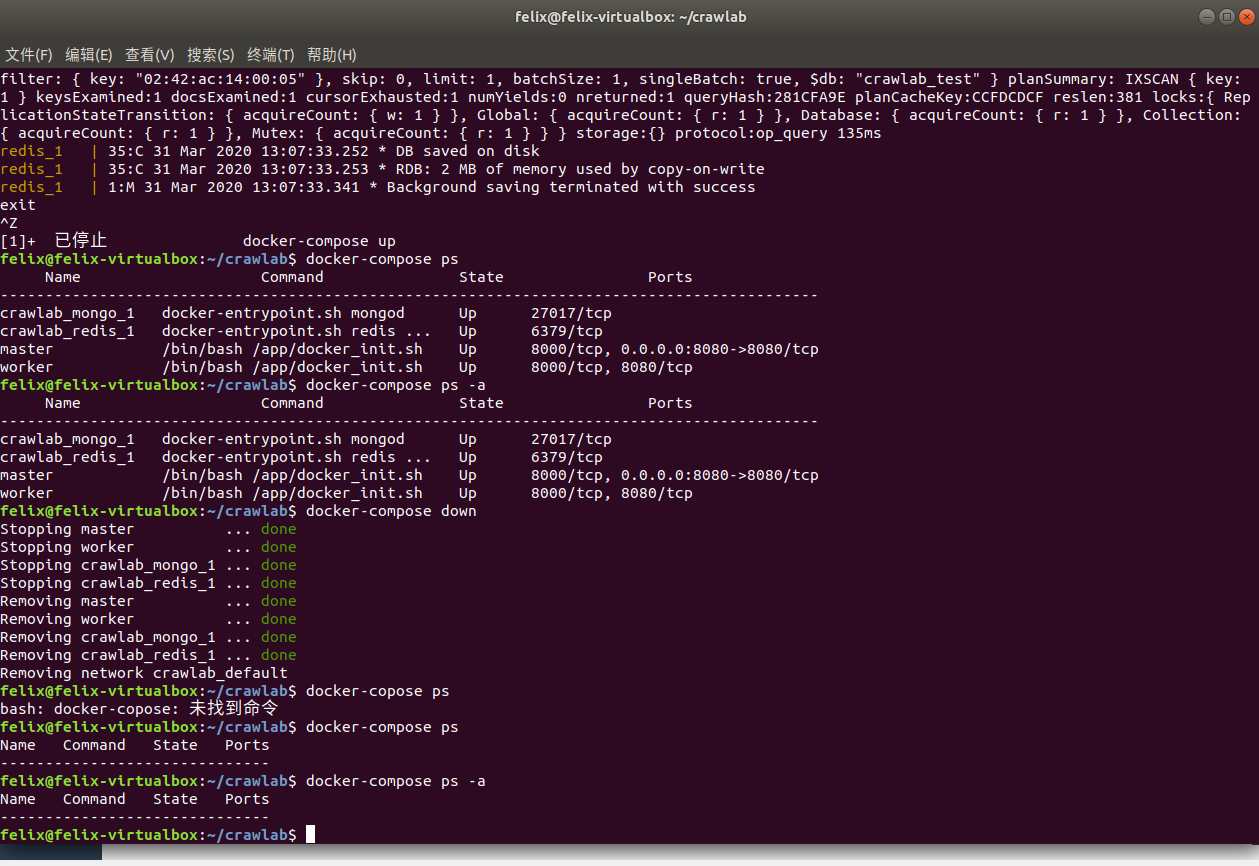 felix@felix-virtualbox: ~/crawlab
文件(F) 编辑(E) 查看(V) 搜索(S) 终端(T) 帮助(H)
filter: { key: "02:42:ac:14:00:05" }, skip: 0, limit: 1, batchSize: 1, singleBatch: true, $db: "crawlab_test" } planSummary: IXSCAN { key:
1 } keysExamined:1 docsExamined:1 cursorExhausted:1 numYields:0 nreturned:1 queryHash:281CFA9E planCacheKey:CCFDCDCF reslen:381 locks:{ Rep
licationStateTransition: { acquireCount: { w: 1 } }, Global: { acquireCount: { r: 1 } }, Database: { acquireCount: { r: 1 } }, Collection:
{ acquireCount: { r: 1 } }, Mutex: { acquireCount: { r: 1 } } } storage:{} protocol:op_query 135ms
redis_1   | 35:C 31 Mar 2020 13:07:33.252 * DB saved on disk
redis_1   | 35:C 31 Mar 2020 13:07:33.253 * RDB: 2 MB of memory used by copy-on-write
redis_1   | 1:M 31 Mar 2020 13:07:33.341 * Background saving terminated with success
exit
^Z
[1]+  已停止               docker-compose up
felix@felix-virtualbox:~/crawlab$ docker-compose ps
     Name                    Command               State                Ports
-------------------------------------------------------------------------------------------
crawlab_mongo_1   docker-entrypoint.sh mongod      Up      27017/tcp
crawlab_redis_1   docker-entrypoint.sh redis ...   Up      6379/tcp
master            /bin/bash /app/docker_init.sh    Up      8000/tcp, 0.0.0.0:8080->8080/tcp
worker            /bin/bash /app/docker_init.sh    Up      8000/tcp, 8080/tcp
felix@felix-virtualbox:~/crawlab$ docker-compose ps -a
     Name                    Command               State                Ports
-------------------------------------------------------------------------------------------
crawlab_mongo_1   docker-entrypoint.sh mongod      Up      27017/tcp
crawlab_redis_1   docker-entrypoint.sh redis ...   Up      6379/tcp
master            /bin/bash /app/docker_init.sh    Up      8000/tcp, 0.0.0.0:8080->8080/tcp
worker            /bin/bash /app/docker_init.sh    Up      8000/tcp, 8080/tcp
felix@felix-virtualbox:~/crawlab$ docker-compose down
Stopping master          ... done
Stopping worker          ... done
Stopping crawlab_mongo_1 ... done
Stopping crawlab_redis_1 ... done
Removing master          ... done
Removing worker          ... done
Removing crawlab_mongo_1 ... done
Removing crawlab_redis_1 ... done
Removing network crawlab_default
felix@felix-virtualbox:~/crawlab$ docker-copose ps
bash: docker-copose: 未找到命令
felix@felix-virtualbox:~/crawlab$ docker-compose ps
Name   Command   State   Ports
------------------------------
felix@felix-virtualbox:~/crawlab$ docker-compose ps -a
Name   Command   State   Ports
------------------------------
felix@felix-virtualbox:~/crawlab$